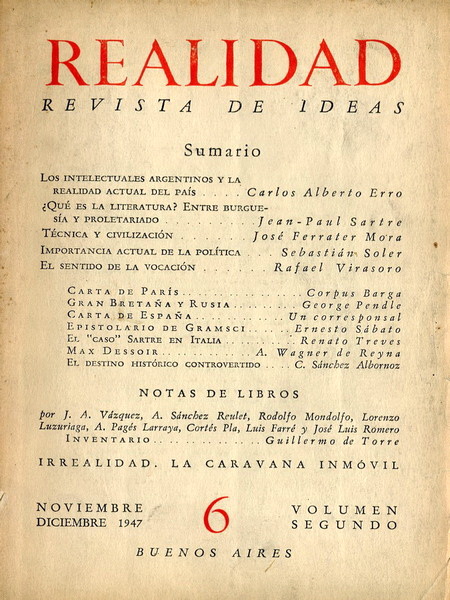 REALIDAD
REVISTA DE IDEAS
Sumario
Los intelectuales argentinos y la
realidad actual del país . . . . Carlos Alberto Erro
¿Qué es la literatura? Entre burgue-
sía y proletariado . . . . . . . . . . Jean-Paul Sartre
Técnica y civilización . . . . . . . José Ferrater Mora
Importancia actual de la política . . . Sebastián Soler
El sentido de la vocación . . . . . . . Rafael Virasoro
Carta de París . . . . . . . . . . . . . . Corpus Barga
Gran Bretaña y Rusia . . . . . . . . George Pendle
Carta de España . . . . . . . . . . Un corresponsal
Epistolario de Gramsci . . . . . . Ernesto Sábato
El "caso" Sartre en Italia . . . . . . Renato Treves
Max Dessoir . . . . . . . . . A. Wagner de Reyna
El destino histórico controvertido . . . . C. Sánchez Albornoz
NOTAS DE LIBROS
por J. A. Vázquez, A. Sánchez Reulet, Rodolfo Mondolfo, Lorenzo
Luzuriaga, A. Pagés Larraya, Cortés Pla, Luis Farré y José Luis Romero
Inventario . . . . . . . . . . . . . Guillermo de Torre
IRREALIDAD. LA CARAVANA INMÓVIL
NOVIEMBRE
DICIEMBRE 1947
6
VOLUMEN
SEGUNDO
BUENOS AIRES